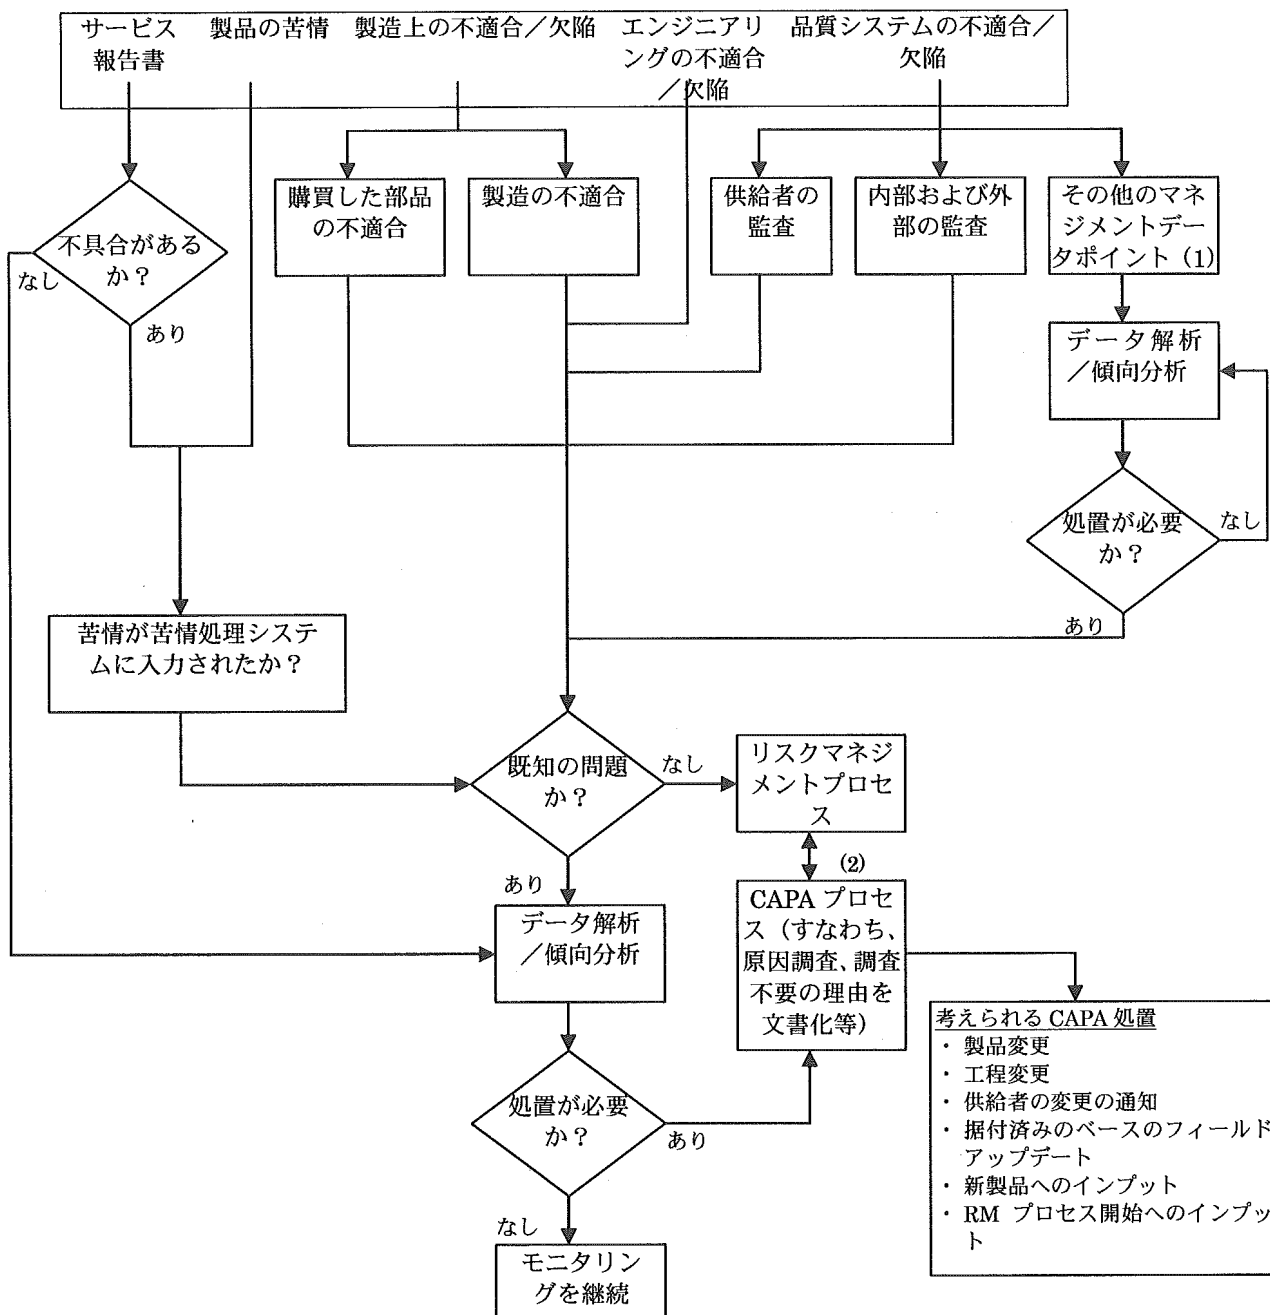 サービス
報告書
製品の苦情
製造上の不適合／欠陥
エンジニアリ
ングの不適合
／欠陥
品質システムの不適合／
欠陥
購買した部品
の不適合
製造の不適合
供給者の
監査
内部および外
部の監査
その他のマネ
ジメントデー
タポイント (1)
不具合がある
か？
なし
あり
データ解析
／傾向分析
処置が必要
か？
なし
あり
苦情が苦情処理システ
ムに入力されたか？
既知の問題
か？
なし
リスクマネジ
メントプロセ
ス
(2)
あり
データ解析
／傾向分析
CAPA プロセ
ス（すなわち、
原因調査、調査
不要の理由を
文書化等）
考えられる CAPA 処置
・ 製品変更
・ 工程変更
・ 供給者の変更の通知
・ 据付済みのベースのフィールド
アップデート
・ 新製品へのインプット
・ RM プロセス開始へのインプッ
ト
処置が必要
か？
あり
なし
モニタリン
グを継続